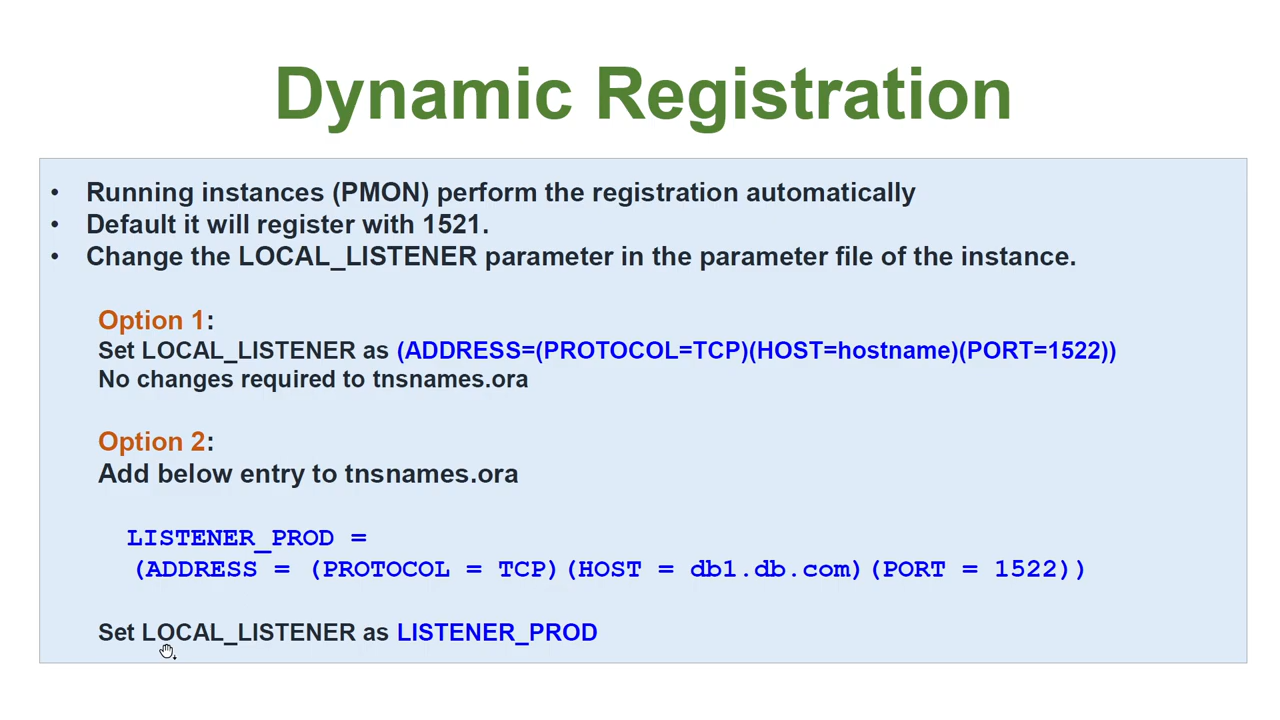 Dynamic Registration
• Running instances (PMON) perform the registration automatically
• Default it will register with 1521.
• Change the LOCAL_LISTENER parameter in the parameter file of the instance.
Option 1:
Set LOCAL_LISTENER as (ADDRESS=(PROTOCOL=TCP)(HOST=hostname)(PORT=1522))
No changes required to tnsnames.ora
Option 2:
Add below entry to tnsnames.ora
LISTENER_PROD =
(ADDRESS = (PROTOCOL = TCP)(HOST = db1.db.com)(PORT = 1522))
Set LOCAL_LISTENER as LISTENER_PROD